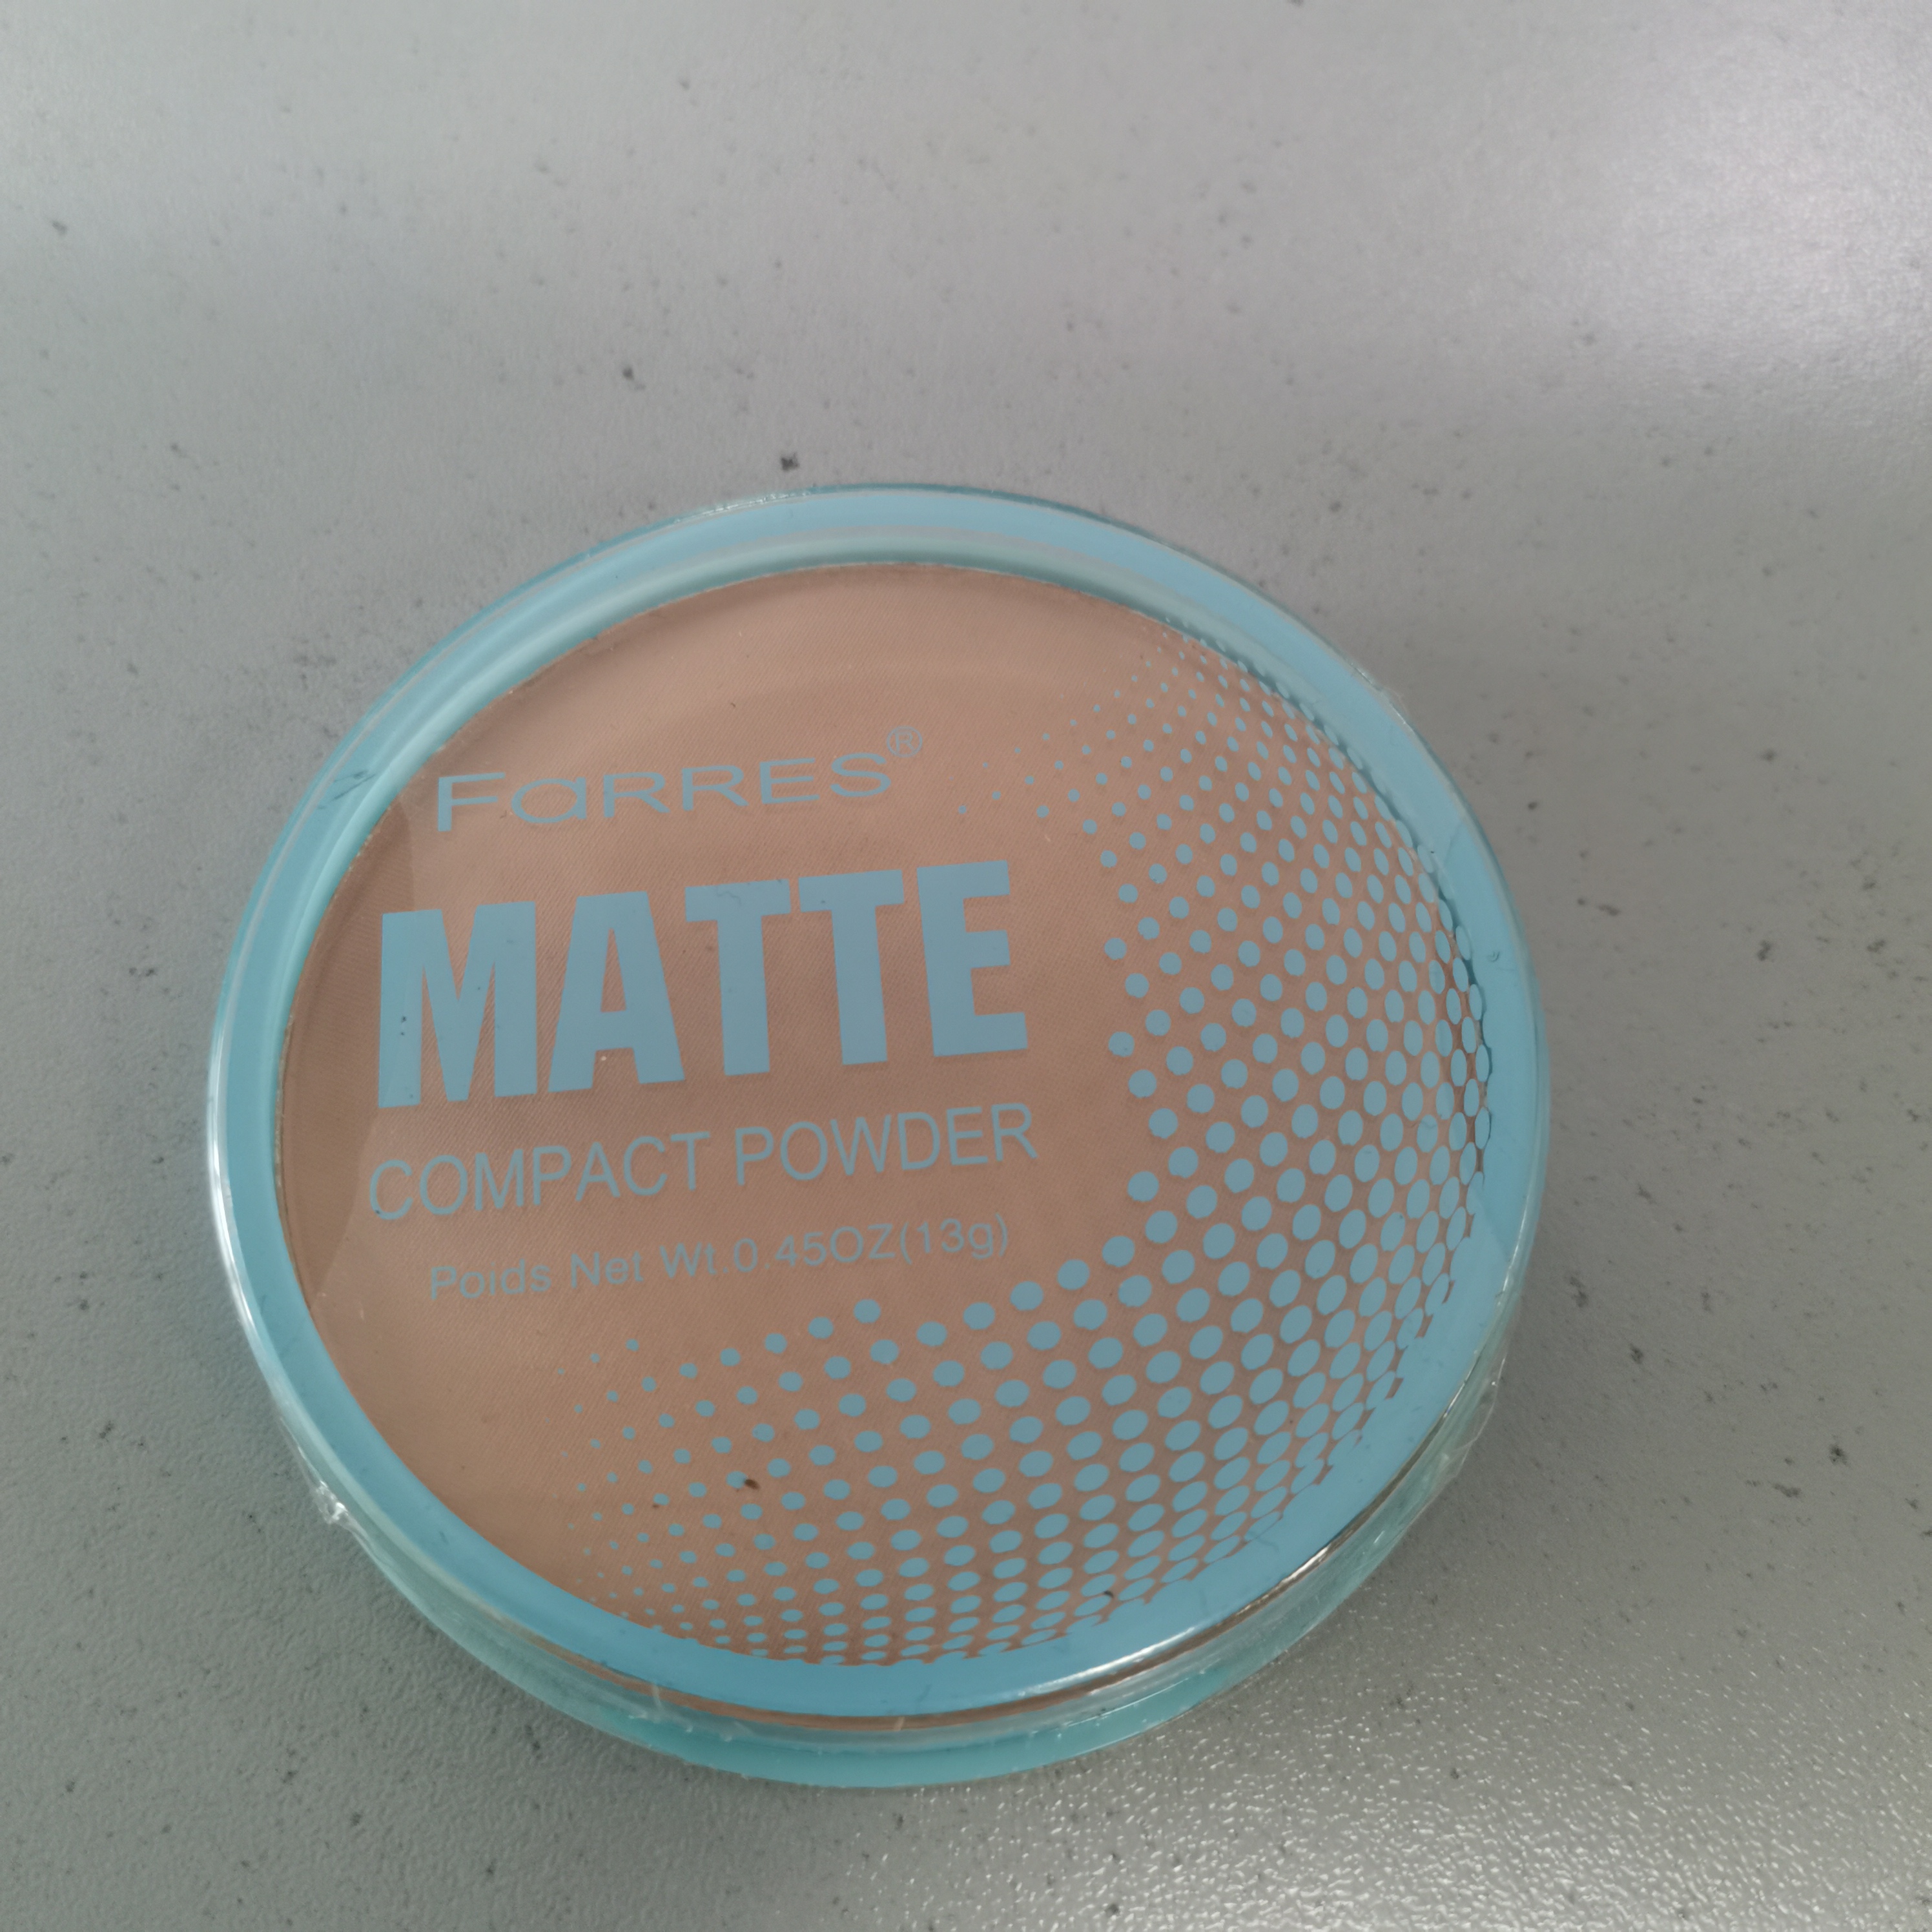 FARRES®
MATTE
COMPACT POWDER
Poids Net Wt.0.45OZ(13g)